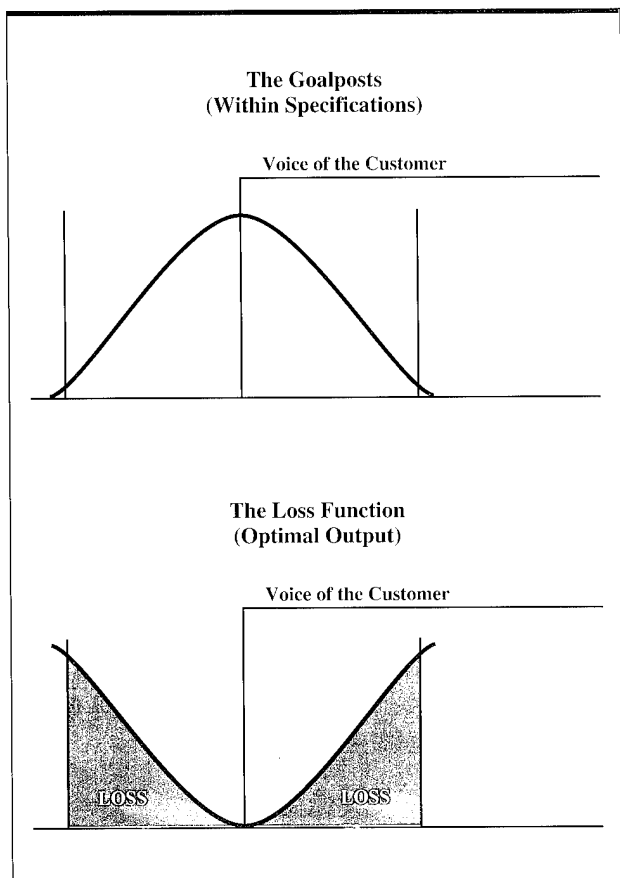 The Goalposts
(Within Specifications)
Voice of the Customer
The Loss Function
(Optimal Output)
Voice of the Customer
LOSS
LOSS